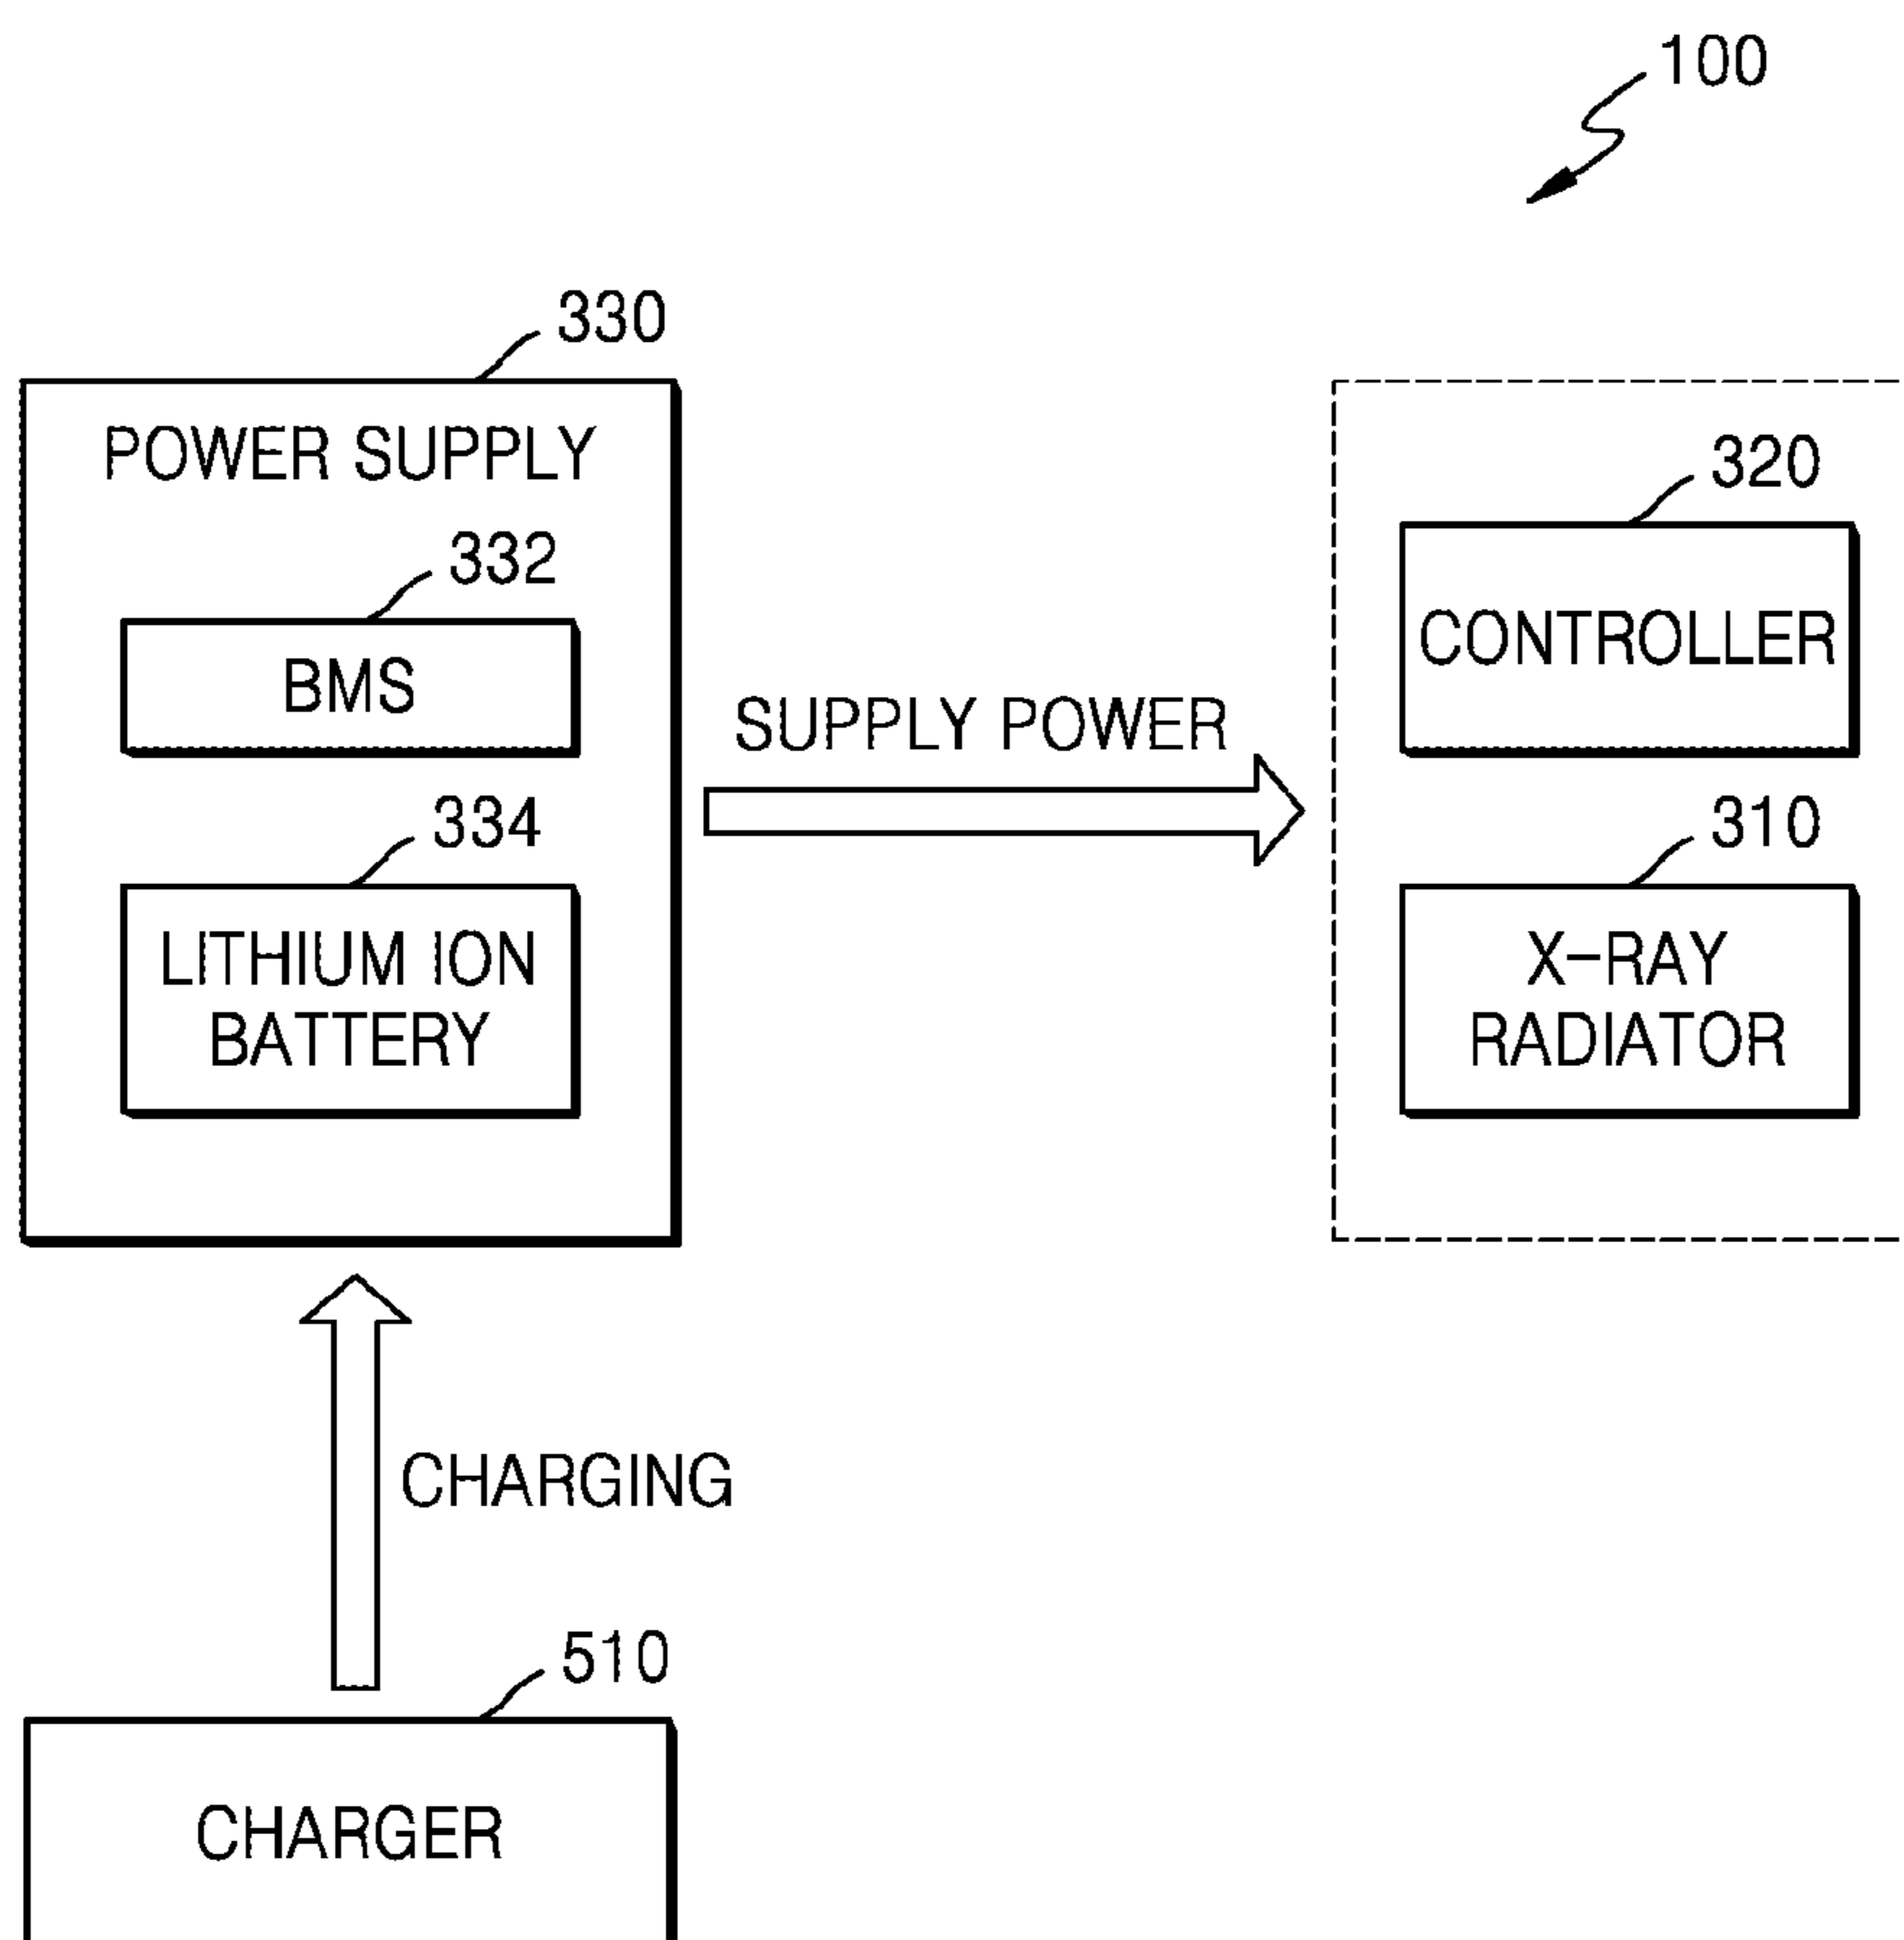 100
330
POWER SUPPLY
332
BMS
334
LITHIUM ION
BATTERY
SUPPLY POWER
320
CONTROLLER
310
X-RAY
RADIATOR
CHARGING
510
CHARGER